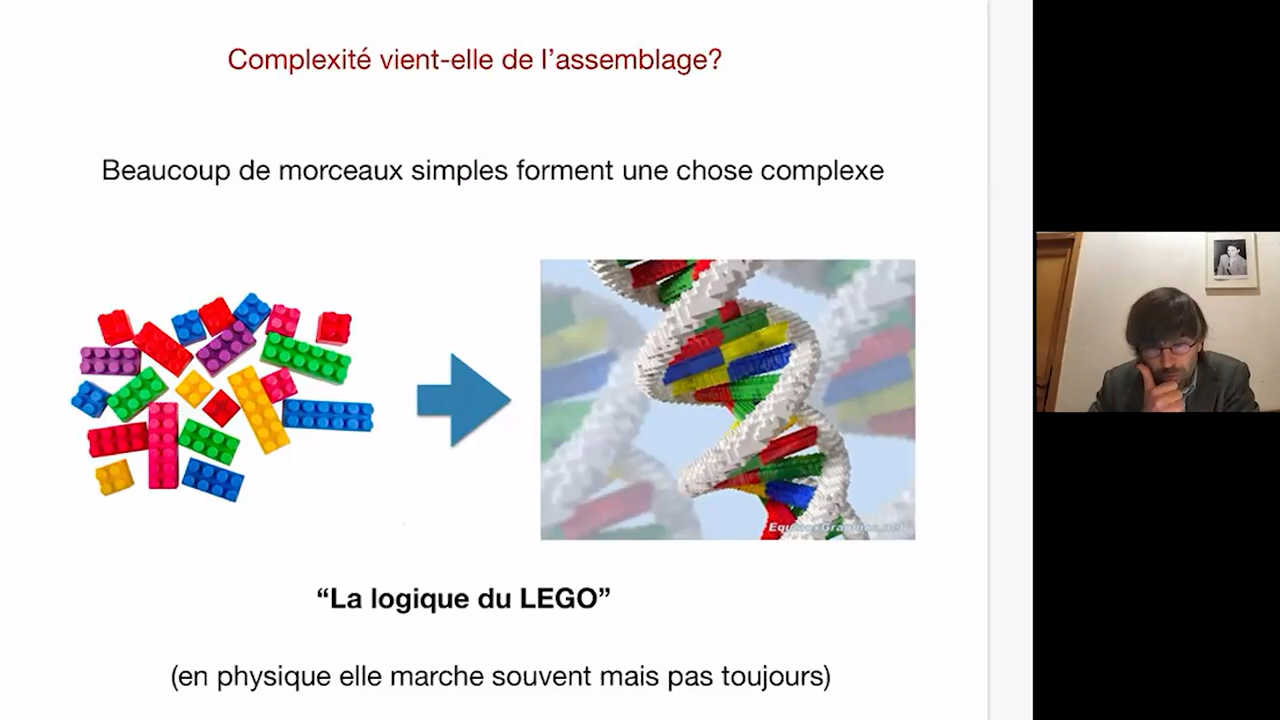 Complexité vient-elle de l’assemblage?
Beaucoup de morceaux simples forment une chose complexe
“La logique du LEGO”
(en physique elle marche souvent mais pas toujours)